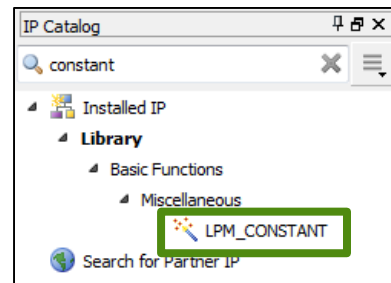 IP Catalog
constant
Installed IP
Library
Basic Functions
Miscellaneous
LPM_CONSTANT
Search for Partner IP